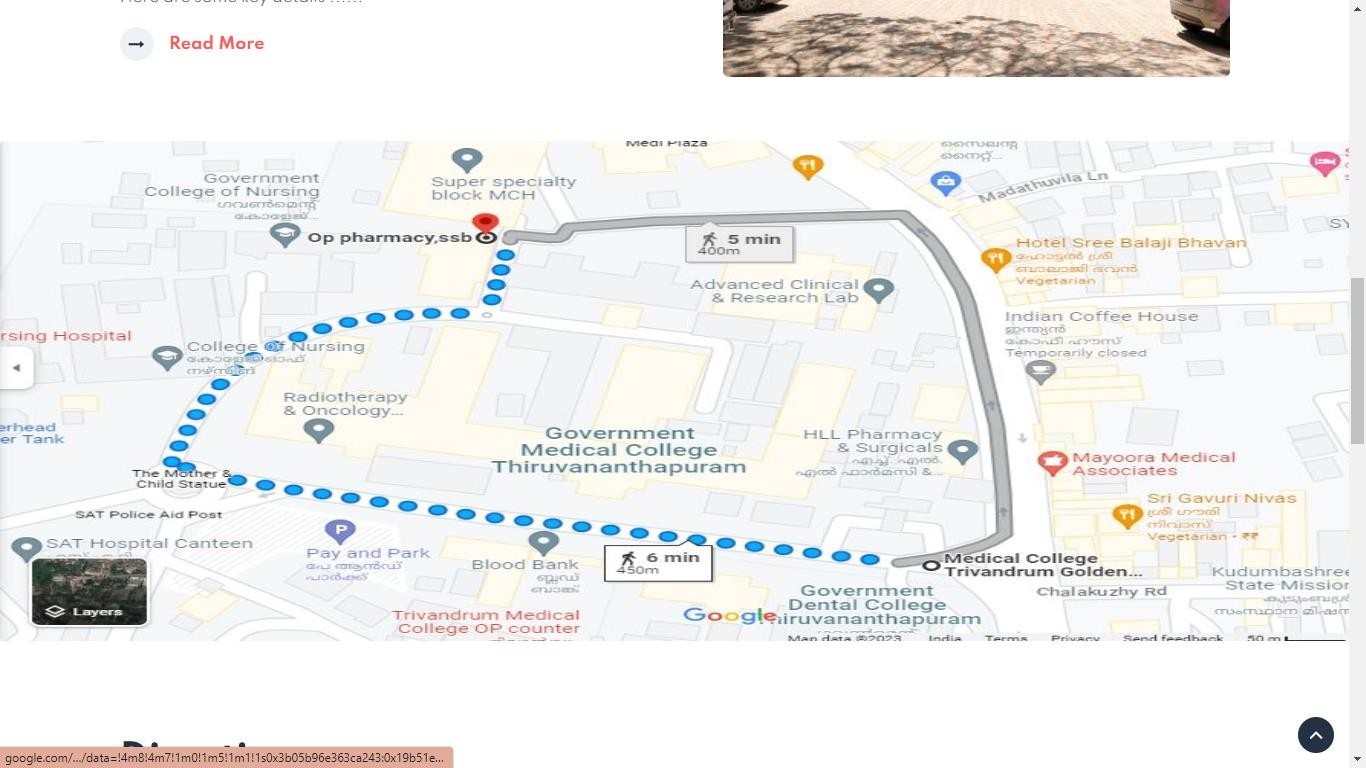 Here are some key details ......
→ Read More
Medi Plaza
Madathuvila Ln
Government
College of Nursing
ഗവൺമെന്റ്
കോളേജ്...
Super specialty
block MCH
Op pharmacy,ssb
5 min
400m
Hotel Sree Balaji Bhavan
ഹോട്ടൽ ശ്രീ
ബാലാജി ഭവൻ
Vegetarian
Advanced Clinical
& Research Lab
Indian Coffee House
ഇന്ത്യൻ
കോഫീ ഹൗസ്
Temporarily closed
rsing Hospital
College Of Nursing
കോളേജ് ഓഫ്
നഴ്സിങ്
Radiotherapy
& Oncology...
erhead
er Tank
Government
Medical College
Thiruvananthapuram
HLL Pharmacy
& Surgicals
എച്ച്. എൽ.
എൽ ഫാർമസി &...
Mayoora Medical
Associates
The Mother &
Child Statue
SAT Police Aid Post
Sri Gavuri Nivas
ശ്രീ ഗൗരി
നിവാസ്
Vegetarian · ₹₹
SAT Hospital Canteen
P
Pay and Park
പേ ആൻഡ്
പാർക്ക്
Blood Bank
ബ്ലഡ്
ബാങ്ക്
6 min
450m
Medical College
Trivandrum Golden...
Chalakuzhy Rd
Kudumbashree
State Mission
കുടുംബശ്രീ
സംസ്ഥാന മിഷൻ
Government
Dental College
Thiruvananthapuram
Layers
Trivandrum Medical
College OP counter
Google
Map data ©2023 India Terms Privacy Send feedback 50 m
google.com/.../data=!4m8!4m7!1m0!1m5!1m1!1s0x3b05b96e363ca243:0x19b51e...